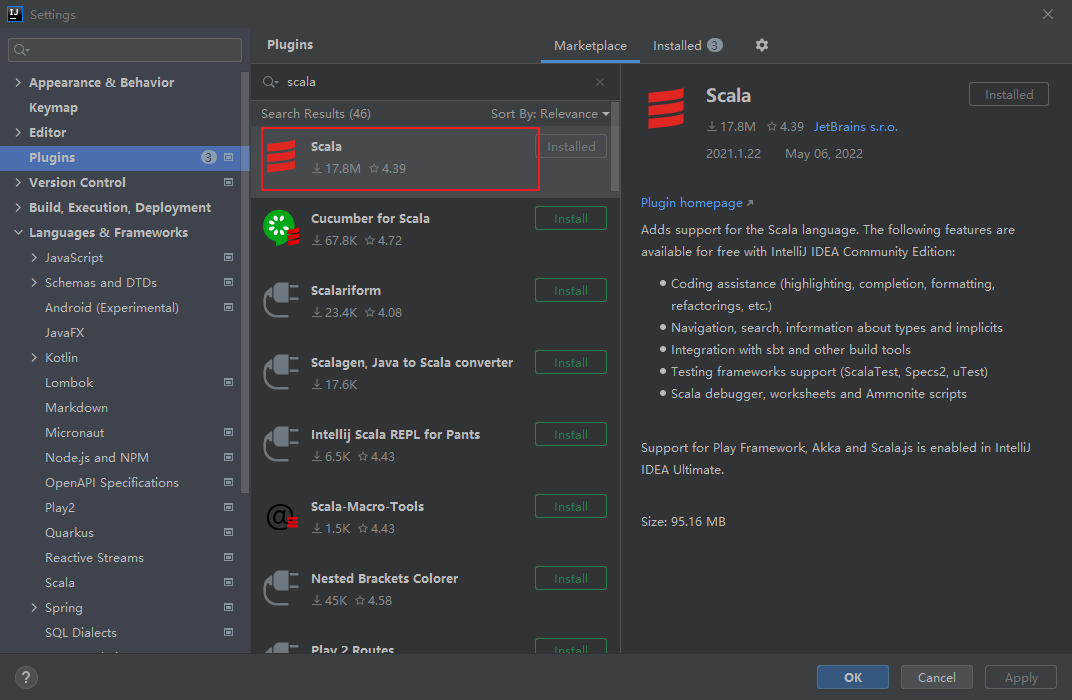 IJ Settings
Plugins
Marketplace
Installed 3
Appearance & Behavior
Keymap
Editor
Plugins 3
Version Control
Build, Execution, Deployment
Languages & Frameworks
JavaScript
Schemas and DTDs
Android (Experimental)
JavaFX
Kotlin
Lombok
Markdown
Micronaut
Node.js and NPM
OpenAPI Specifications
Play2
Quarkus
Reactive Streams
Scala
Spring
SQL Dialects
scala
Search Results (46)
Sort By: Relevance
Scala
17.8M 4.39
Installed
Cucumber for Scala
67.8K 4.72
Install
Scalariform
23.4K 4.08
Install
Scalagen, Java to Scala converter
17.6K
Install
Intellij Scala REPL for Pants
6.5K 4.43
Install
Scala-Macro-Tools
1.5K 4.43
Install
Nested Brackets Colorer
45K 4.58
Install
Play 2 Routes
Install
Scala
Installed
17.8M 4.39 JetBrains s.r.o.
2021.1.22 May 06, 2022
Plugin homepage
Adds support for the Scala language. The following features are
available for free with IntelliJ IDEA Community Edition:
Coding assistance (highlighting, completion, formatting,
refactorings, etc.)
Navigation, search, information about types and implicits
Integration with sbt and other build tools
Testing frameworks support (ScalaTest, Specs2, uTest)
Scala debugger, worksheets and Ammonite scripts
Support for Play Framework, Akka and Scala.js is enabled in IntelliJ
IDEA Ultimate.
Size: 95.16 MB
?
OK
Cancel
Apply